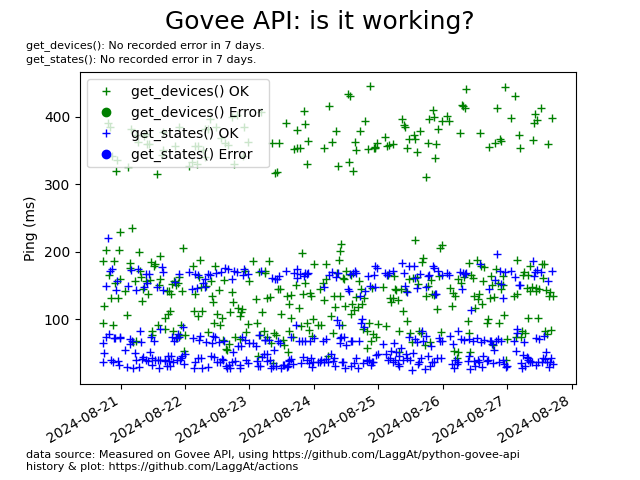 Govee API: is it working?
get_devices(): No recorded error in 7 days.
get_states(): No recorded error in 7 days.
get_devices() OK
get_devices() Error
get_states() OK
get_states() Error
400
300
200
100
Ping (ms)
2024-08-21
2024-08-22
2024-08-23
2024-08-24
2024-08-25
2024-08-26
2024-08-27
2024-08-28
data source: Measured on Govee API, using https://github.com/LaggAt/python-govee-api
history & plot: https://github.com/LaggAt/actions